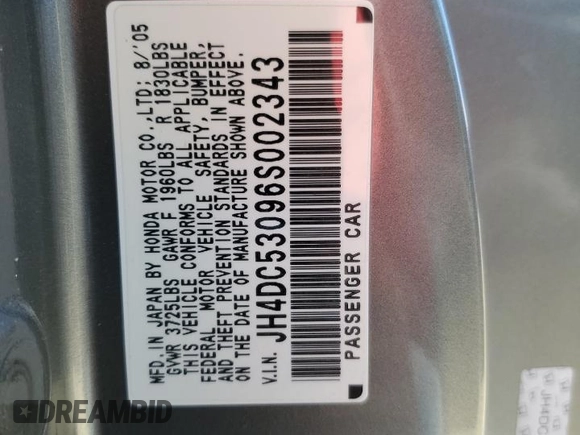 MFD. IN JAPAN BY HONDA MOTOR CO., LTD; 8/'05
GVWR 3725LBS GAWR F 1960LBS R 1830LBS
THIS VEHICLE CONFORMS TO ALL APPLICABLE
FEDERAL MOTOR VEHICLE SAFETY, BUMPER,
AND THEFT PREVENTION STANDARDS IN EFFECT
ON THE DATE OF MANUFACTURE SHOWN ABOVE.
V.I.N. JH4DC53096S002343
PASSENGER CAR
DREAMBID